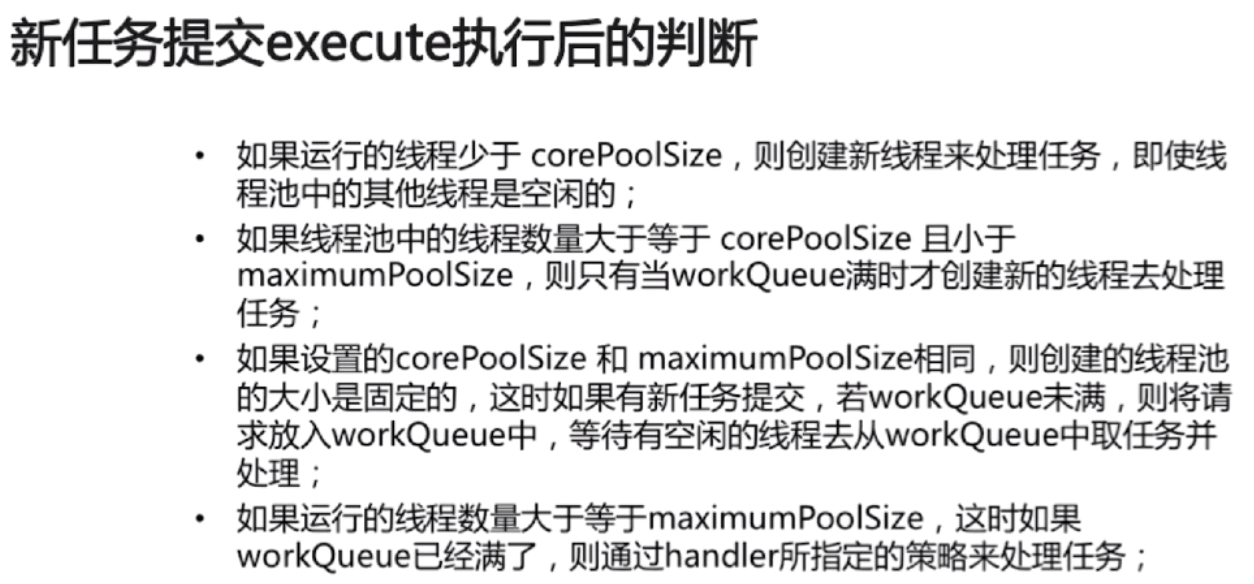 新任务提交execute执行后的判断
• 如果运行的线程少于 corePoolSize，则创建新线程来处理任务，即使线
程池中的其他线程是空闲的；
• 如果线程池中的线程数量大于等于 corePoolSize 且小于
maximumPoolSize，则只有当workQueue满时才创建新的线程去处理
任务；
• 如果设置的corePoolSize 和 maximumPoolSize相同，则创建的线程池
的大小是固定的，这时如果有新任务提交，若workQueue未满，则将请
求放入workQueue中，等待有空闲的线程去从workQueue中取任务并
处理；
• 如果运行的线程数量大于等于maximumPoolSize，这时如果
workQueue已经满了，则通过handler所指定的策略来处理任务；